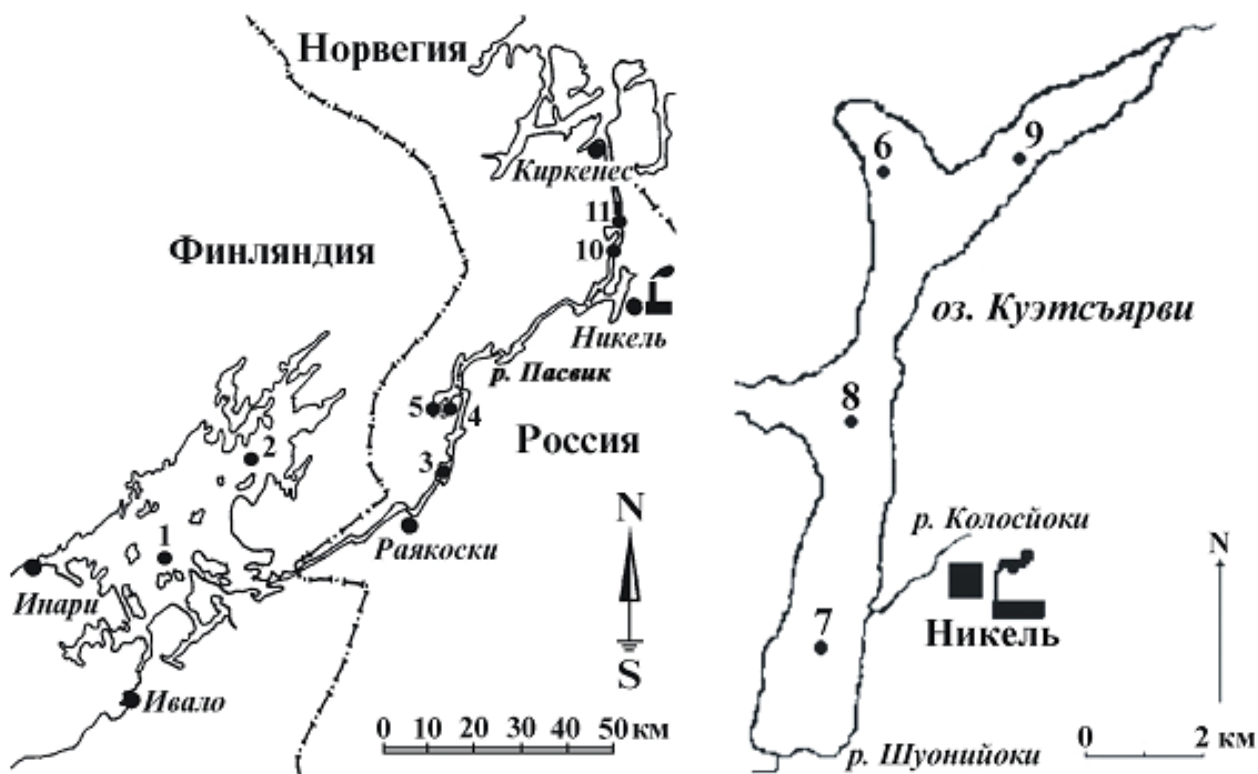 Норвегия
Киркенес
11
10
Финляндия
Никель
р. Пасвик
5
4
Россия
2
3
N
Раякоски
1
Инари
S
Ивало
0 10 20 30 40 50 км
6
9
оз. Куэтсъярви
8
р. Колосйоки
N
Никель
7
р. Шуонийоки
0 2 км